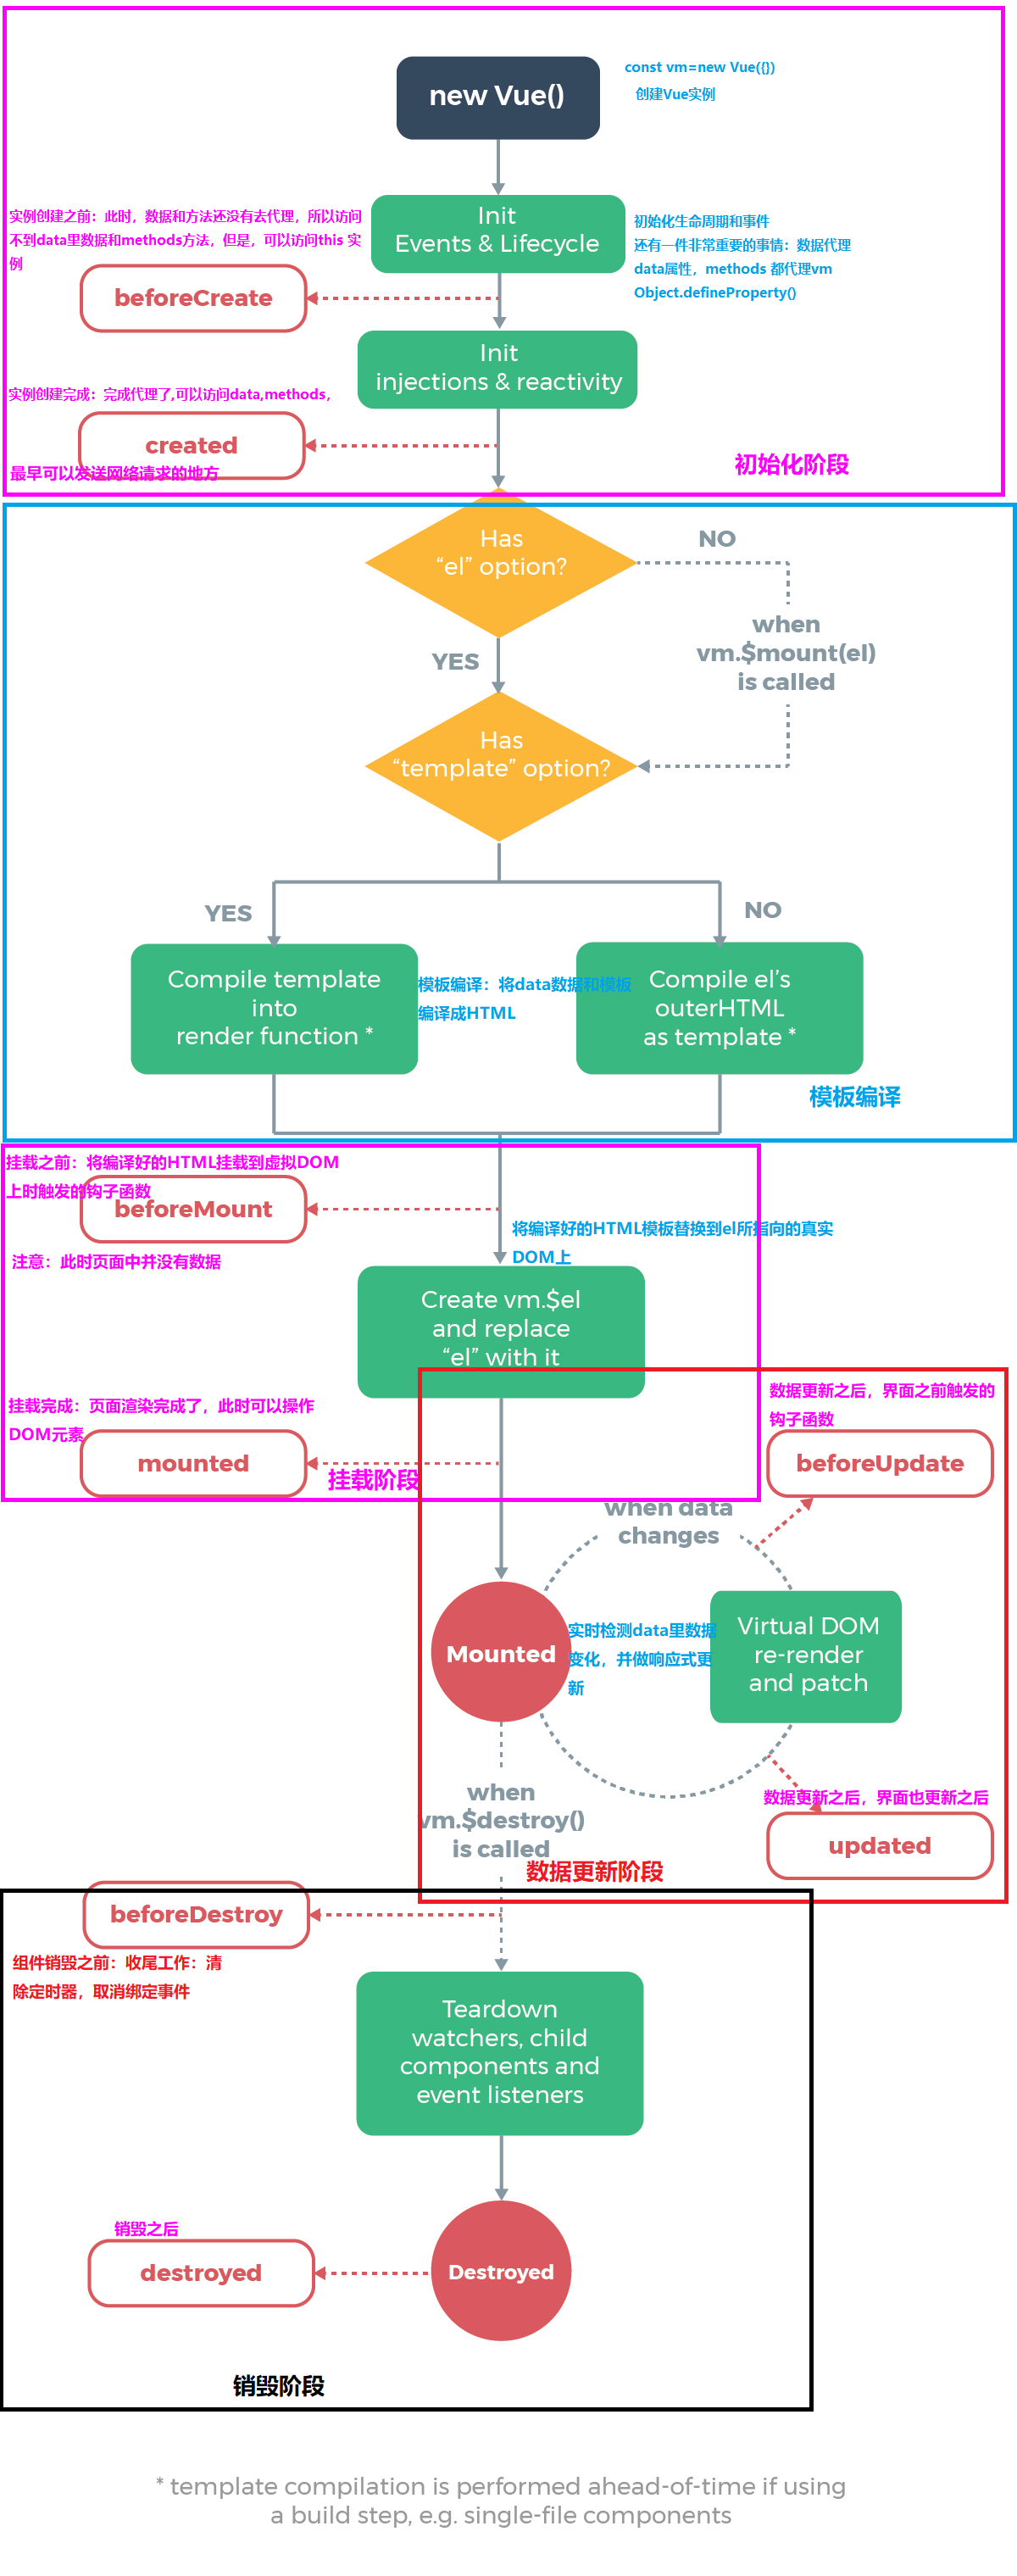 new Vue()
const vm=new Vue({})
创建Vue实例
实例创建之前：此时，数据和方法还没有去代理，所以访问
不到data里数据和methods方法，但是，可以访问this 实
例
Init
Events & Lifecycle
初始化生命周期和事件
还有一件非常重要的事情：数据代理
data属性，methods 都代理vm
Object.defineProperty()
beforeCreate
Init
injections & reactivity
实例创建完成：完成代理了,可以访问data,methods,
created
最早可以发送网络请求的地方
初始化阶段
Has
“el” option?
NO
YES
when
vm.$mount(el)
is called
Has
“template” option?
YES
NO
Compile template
into
render function *
模板编译：将data数据和模板
编译成HTML
Compile el’s
outerHTML
as template *
模板编译
挂载之前：将编译好的HTML挂载到虚拟DOM
上时触发的钩子函数
beforeMount
注意：此时页面中并没有数据
将编译好的HTML模板替换到el所指向的真实
DOM上
Create vm.$el
and replace
“el” with it
挂载完成：页面渲染完成了，此时可以操作
DOM元素
mounted
挂载阶段
数据更新之后，界面之前触发的
钩子函数
beforeUpdate
when data
changes
Mounted
实时检测data里数据
变化，并做响应式更
新
Virtual DOM
re-render
and patch
数据更新之后，界面也更新之后
updated
when
vm.$destroy()
is called
数据更新阶段
beforeDestroy
组件销毁之前：收尾工作：清
除定时器，取消绑定事件
Teardown
watchers, child
components and
event listeners
销毁之后
destroyed
Destroyed
销毁阶段
* template compilation is performed ahead-of-time if using
a build step, e.g. single-file components